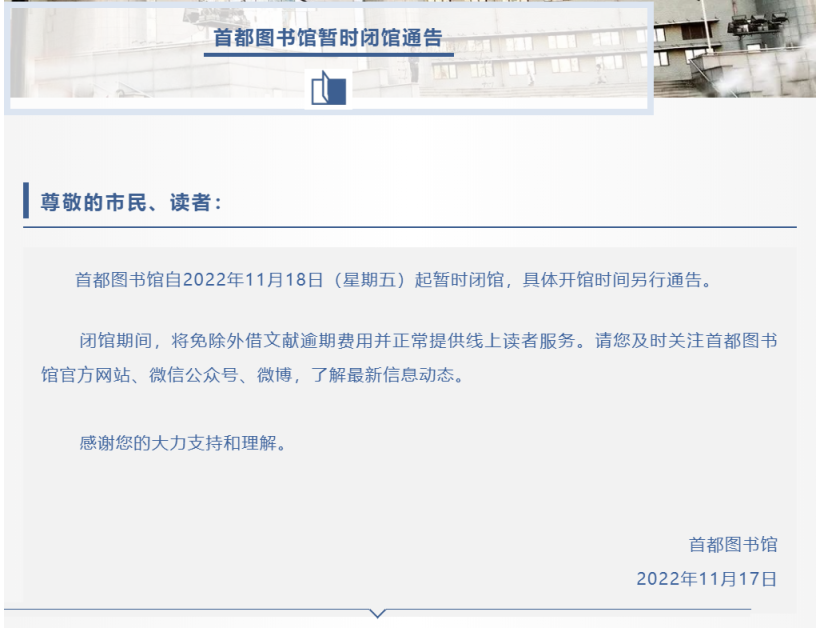 首都图书馆暂时闭馆通告
尊敬的市民、读者：
首都图书馆自2022年11月18日（星期五）起暂时闭馆，具体开馆时间另行通告。
闭馆期间，将免除外借文献逾期费用并正常提供线上读者服务。请您及时关注首都图书
馆官方网站、微信公众号、微博，了解最新信息动态。
感谢您的大力支持和理解。
首都图书馆
2022年11月17日